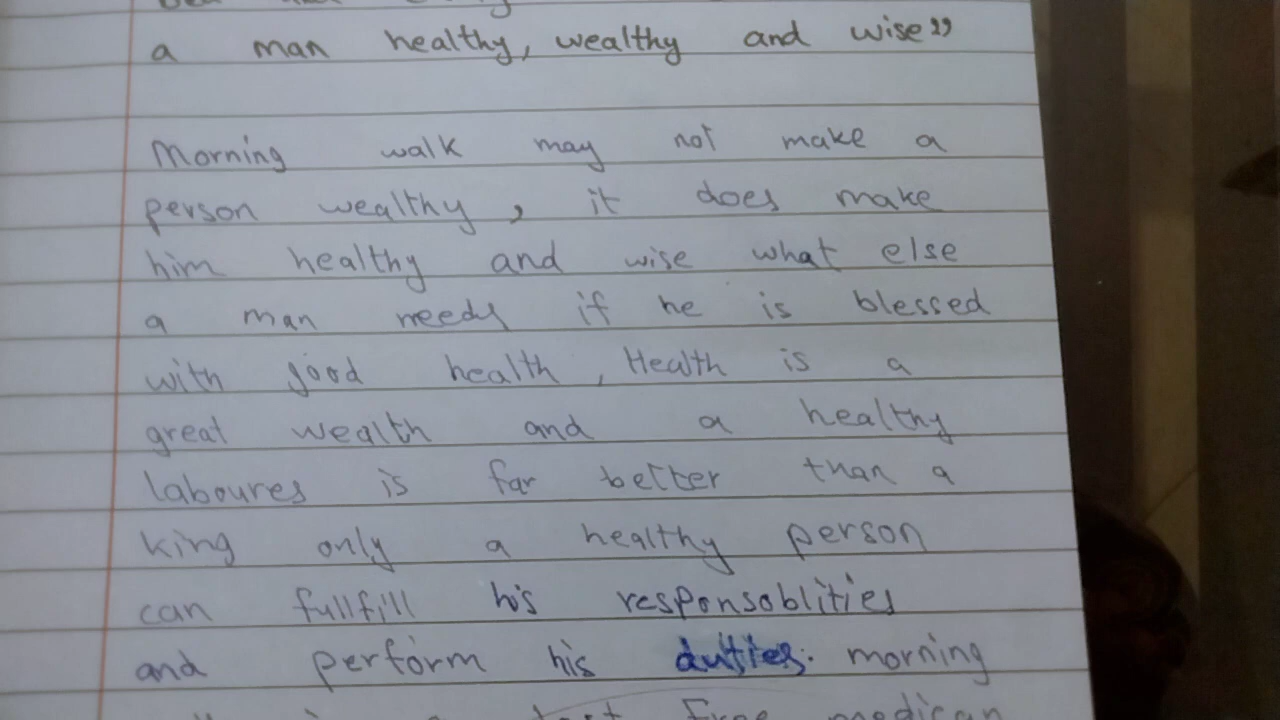 a man healthy, wealthy and wise”
Morning walk may not make a
person wealthy, it does make
him healthy and wise what else
a man needs if he is blessed
with good health, Health is a
great wealth and a healthy
laboures is far better than a
king only a healthy person
can fullfill his responsoblities
and perform his duties. morning